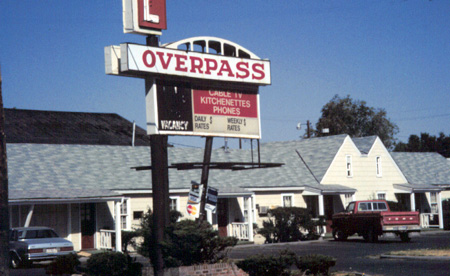 L
OVERPASS
CABLE TV
KITCHENETTES
PHONES
DAILY $ WEEKLY $
RATES RATES
VACANCY